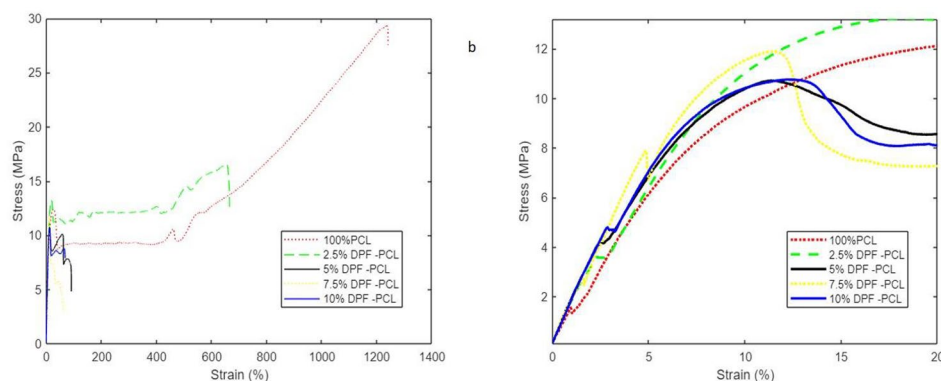 30
25
20
15
10
5
0
0 200 400 600 800 1000 1200 1400
Stress (MPa)
Strain (%)
100%PCL
2.5% DPF -PCL
5% DPF -PCL
7.5% DPF -PCL
10% DPF -PCL
b
12
10
8
6
4
2
0 5 10 15 20
Stress (MPa)
Strain (%)
100%PCL
2.5% DPF -PCL
5% DPF -PCL
7.5% DPF -PCL
10% DPF -PCL